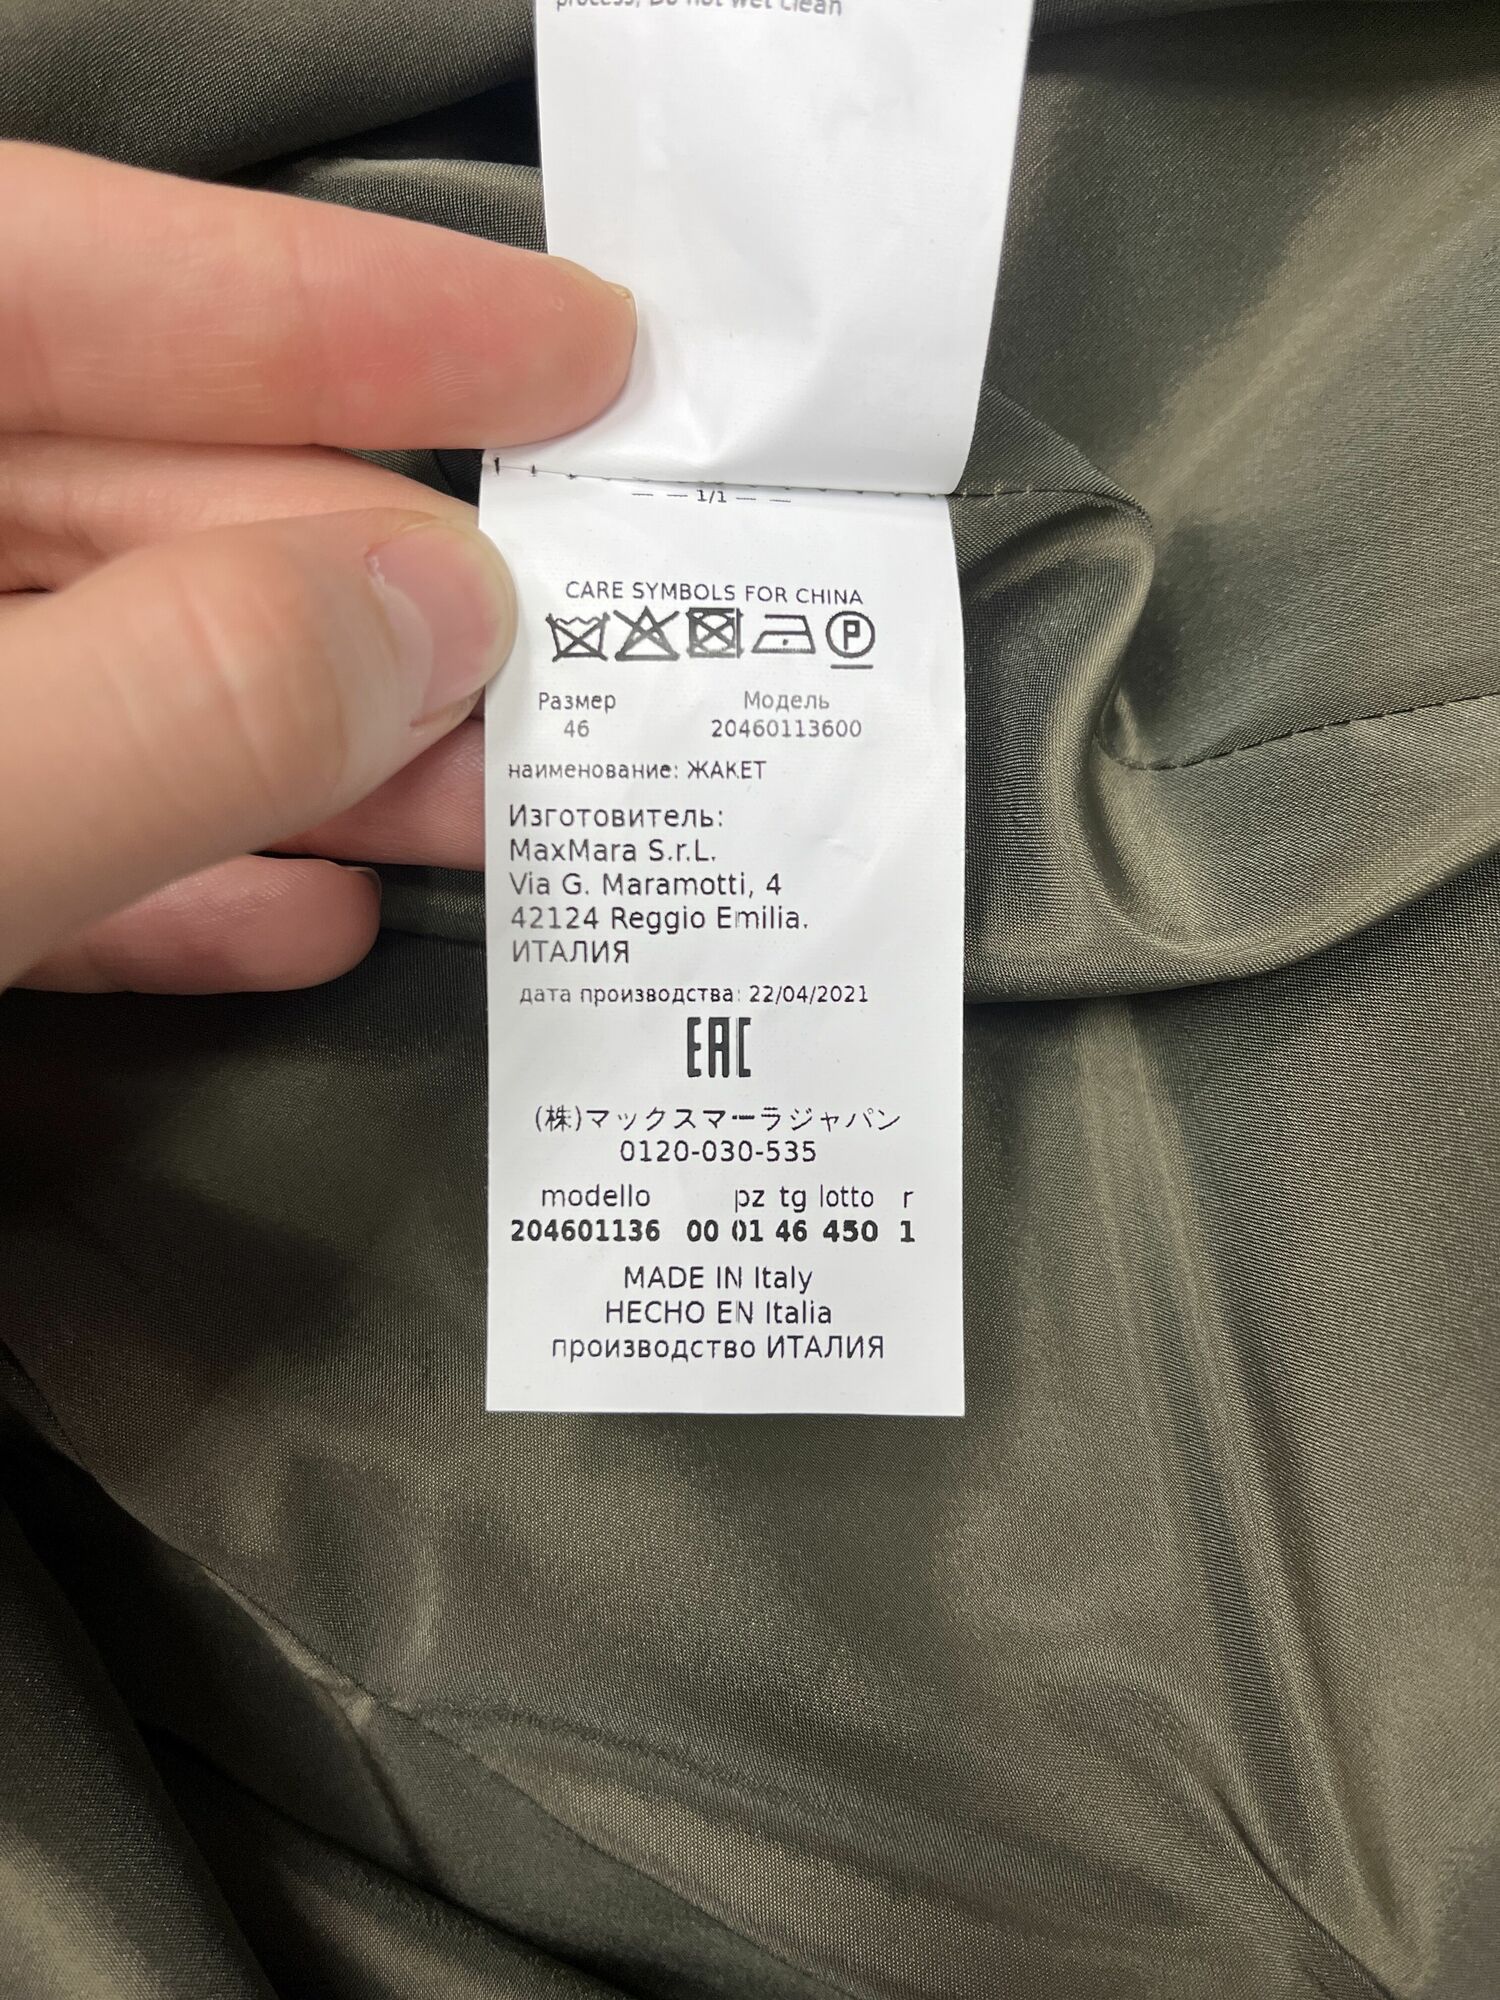 process, Do not wet clean
— — 1/1 — —
CARE SYMBOLS FOR CHINA
P
Размер Модель
46 20460113600
наименование: ЖАКЕТ
Изготовитель:
MaxMara S.r.L.
Via G. Maramotti, 4
42124 Reggio Emilia.
ИТАЛИЯ
дата производства: 22/04/2021
EAC
(株)マックスマーラジャパン
0120-030-535
modello pz tg lotto r
204601136 00 01 46 450 1
MADE IN Italy
HECHO EN Italia
производство ИТАЛИЯ